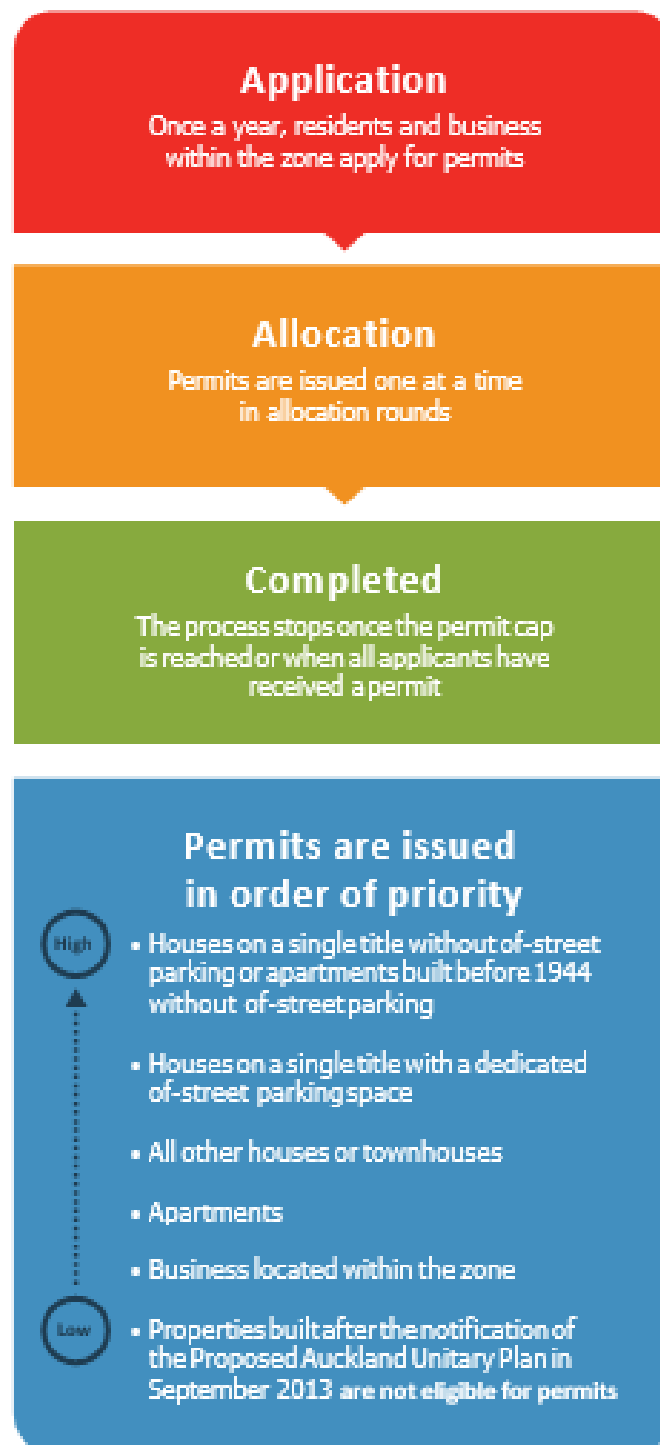 Application
Once a year, residents and business
within the zone apply for permits
Allocation
Permits are issued one at a time
in allocation rounds
Completed
The process stops once the permit cap
is reached or when all applicants have
received a permit
Permits are issued
in order of priority
High
• Houses on a single title without of-street
parking or apartments built before 1944
without of-street parking
• Houses on a single title with a dedicated
of-street parking space
• All other houses or townhouses
• Apartments
• Business located within the zone
Low
• Properties built after the notification of
the Proposed Auckland Unitary Plan in
September 2013 are not eligible for permits